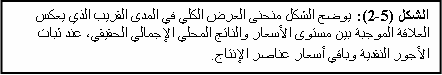 الشكل (5-2): يوضح الشكل منحنى العرض الكلي في المدى القريب الذي يعكس
العلاقة الموجبة بين مستوى الأسعار والناتج المحلي الإجمالي الحقيقي، عند ثبات
الأجور النقدية وباقي أسعار عناصر الإنتاج.